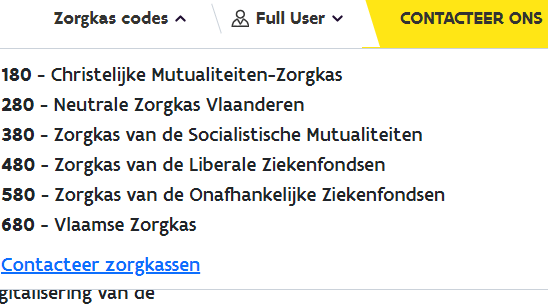 Zorgkas codes
Full User
CONTACTEER ONS
180 - Christelijke Mutualiteiten-Zorgkas
280 - Neutrale Zorgkas Vlaanderen
380 - Zorgkas van de Socialistische Mutualiteiten
480 - Zorgkas van de Liberale Ziekenfondsen
580 - Zorgkas van de Onafhankelijke Ziekenfondsen
680 - Vlaamse Zorgkas
Contacteer zorgkassen
gitalisering van de